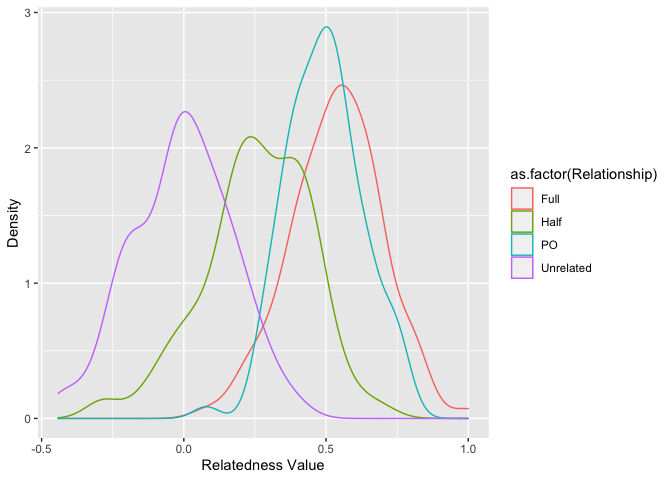 3
2
1
0
Density
-0.5
0.0
0.5
1.0
Relatedness Value
as.factor(Relationship)
Full
Half
PO
Unrelated